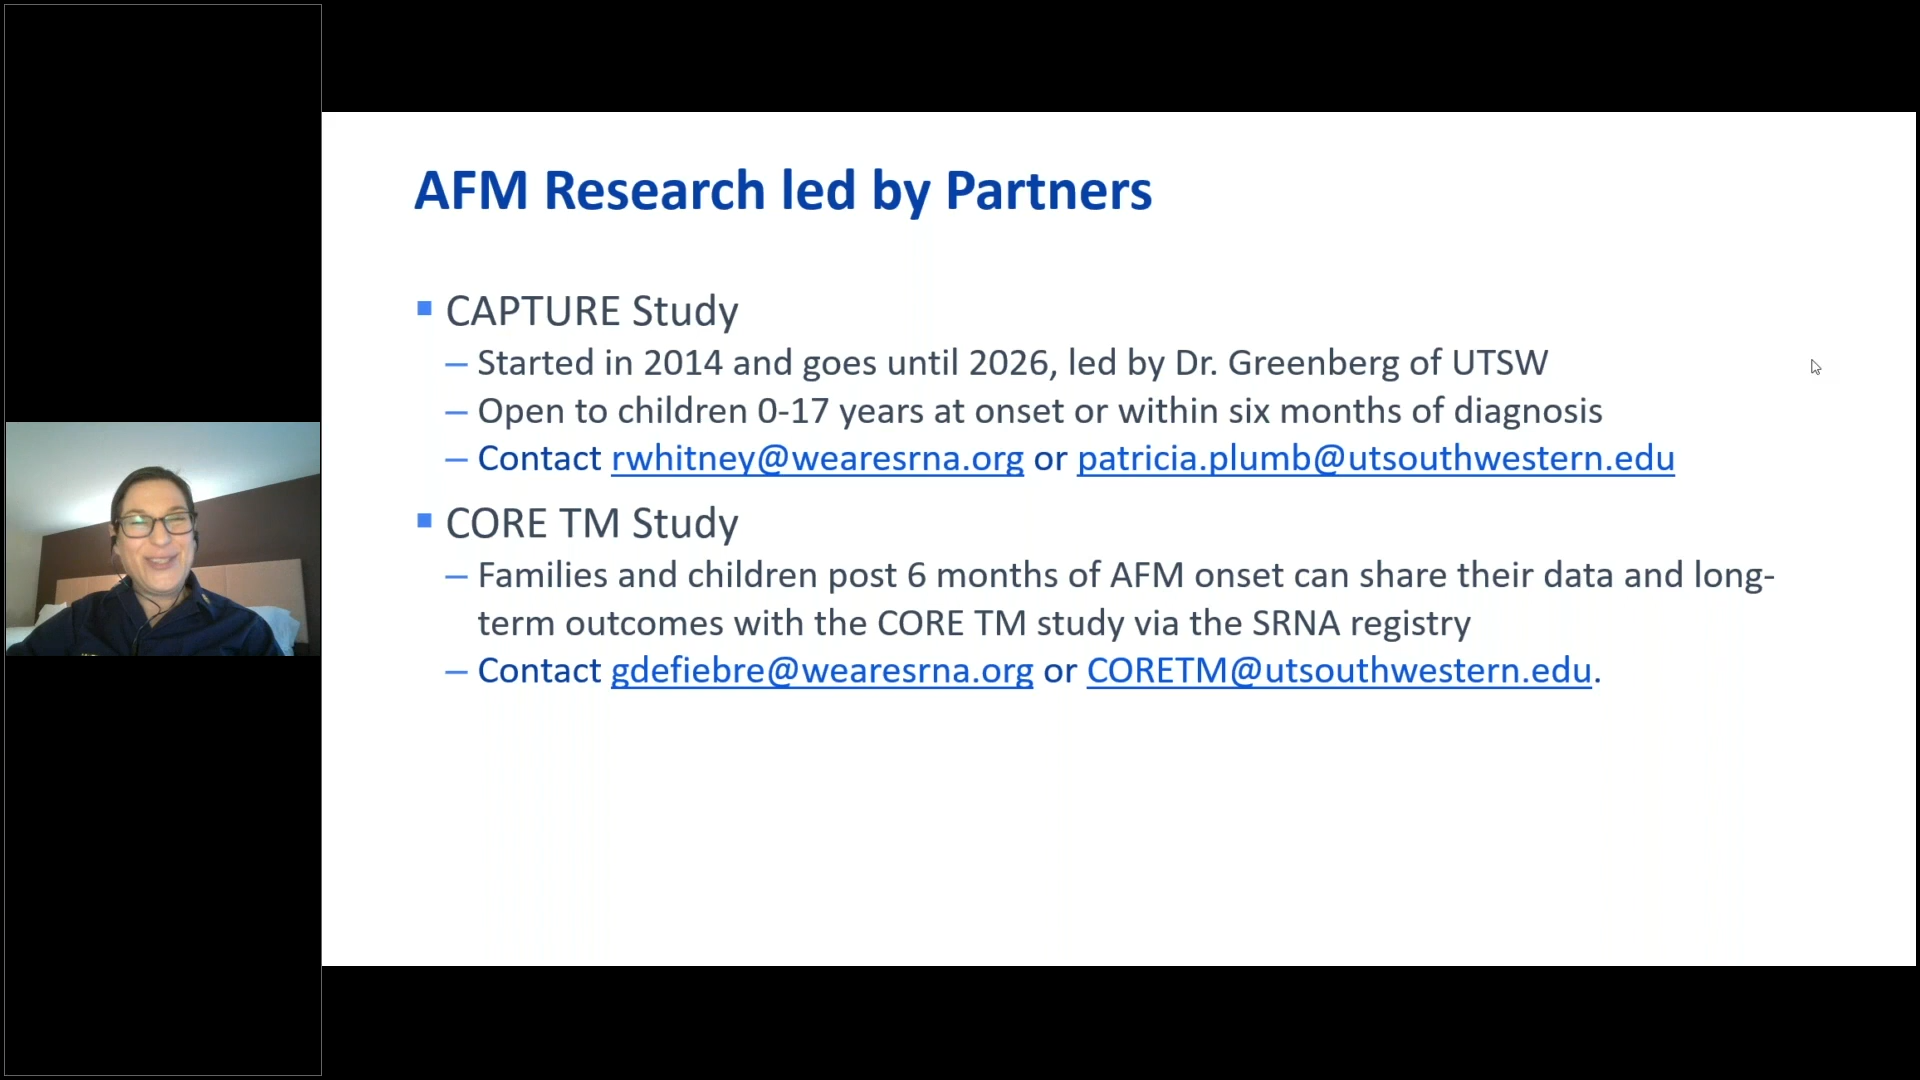 AFM Research led by Partners
CAPTURE Study
– Started in 2014 and goes until 2026, led by Dr. Greenberg of UTSW
– Open to children 0-17 years at onset or within six months of diagnosis
– Contact rwhitney@wearesrna.org or patricia.plumb@utsouthwestern.edu
CORE TM Study
– Families and children post 6 months of AFM onset can share their data and long-
term outcomes with the CORE TM study via the SRNA registry
– Contact gdefiebre@wearesrna.org or CORETM@utsouthwestern.edu.